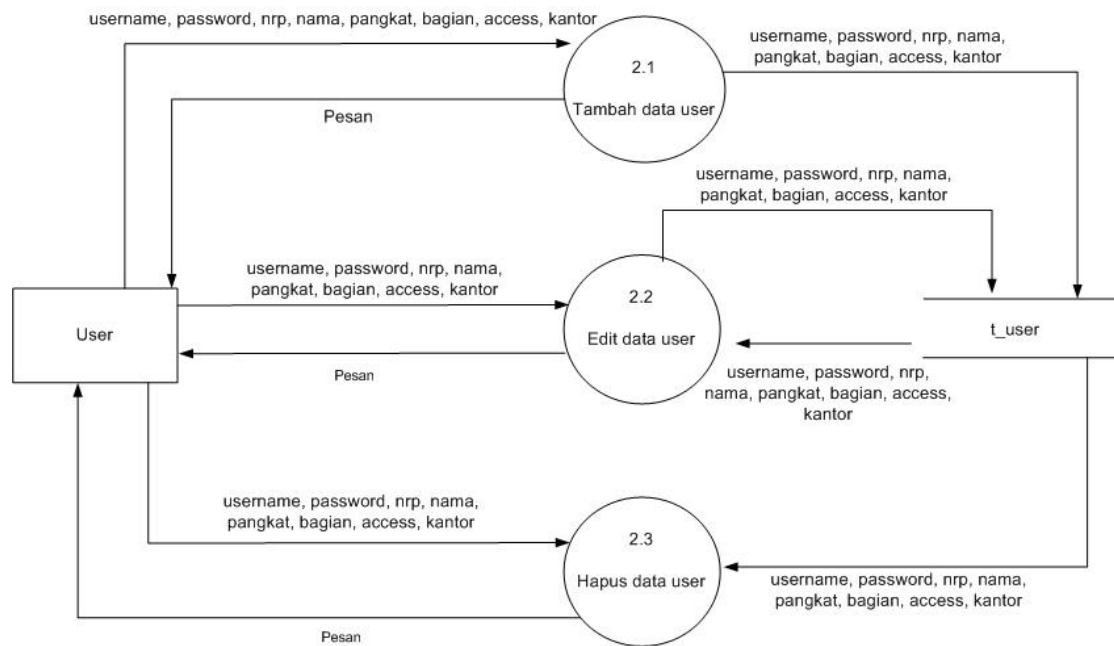 username, password, nrp, nama, pangkat, bagian, access, kantor
username, password, nrp, nama,
pangkat, bagian, access, kantor
2.1
Tambah data user
Pesan
username, password, nrp, nama,
pangkat, bagian, access, kantor
username, password, nrp, nama,
pangkat, bagian, access, kantor
2.2
Edit data user
User
t_user
Pesan
username, password, nrp,
nama, pangkat, bagian, access,
kantor
username, password, nrp, nama,
pangkat, bagian, access, kantor
2.3
Hapus data user
username, password, nrp, nama,
pangkat, bagian, access, kantor
Pesan